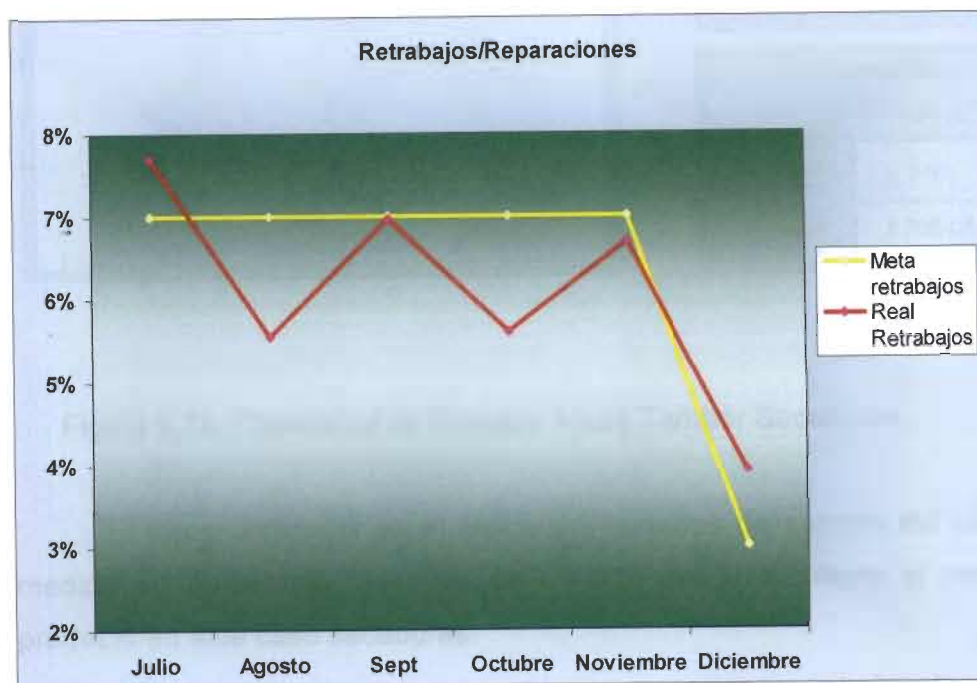 Retrabajos/Reparaciones
8%
7%
6%
5%
4%
3%
2%
Julio Agosto Sept Octubre Noviembre Diciembre
Meta
retrabajos
Real
Retrabajos